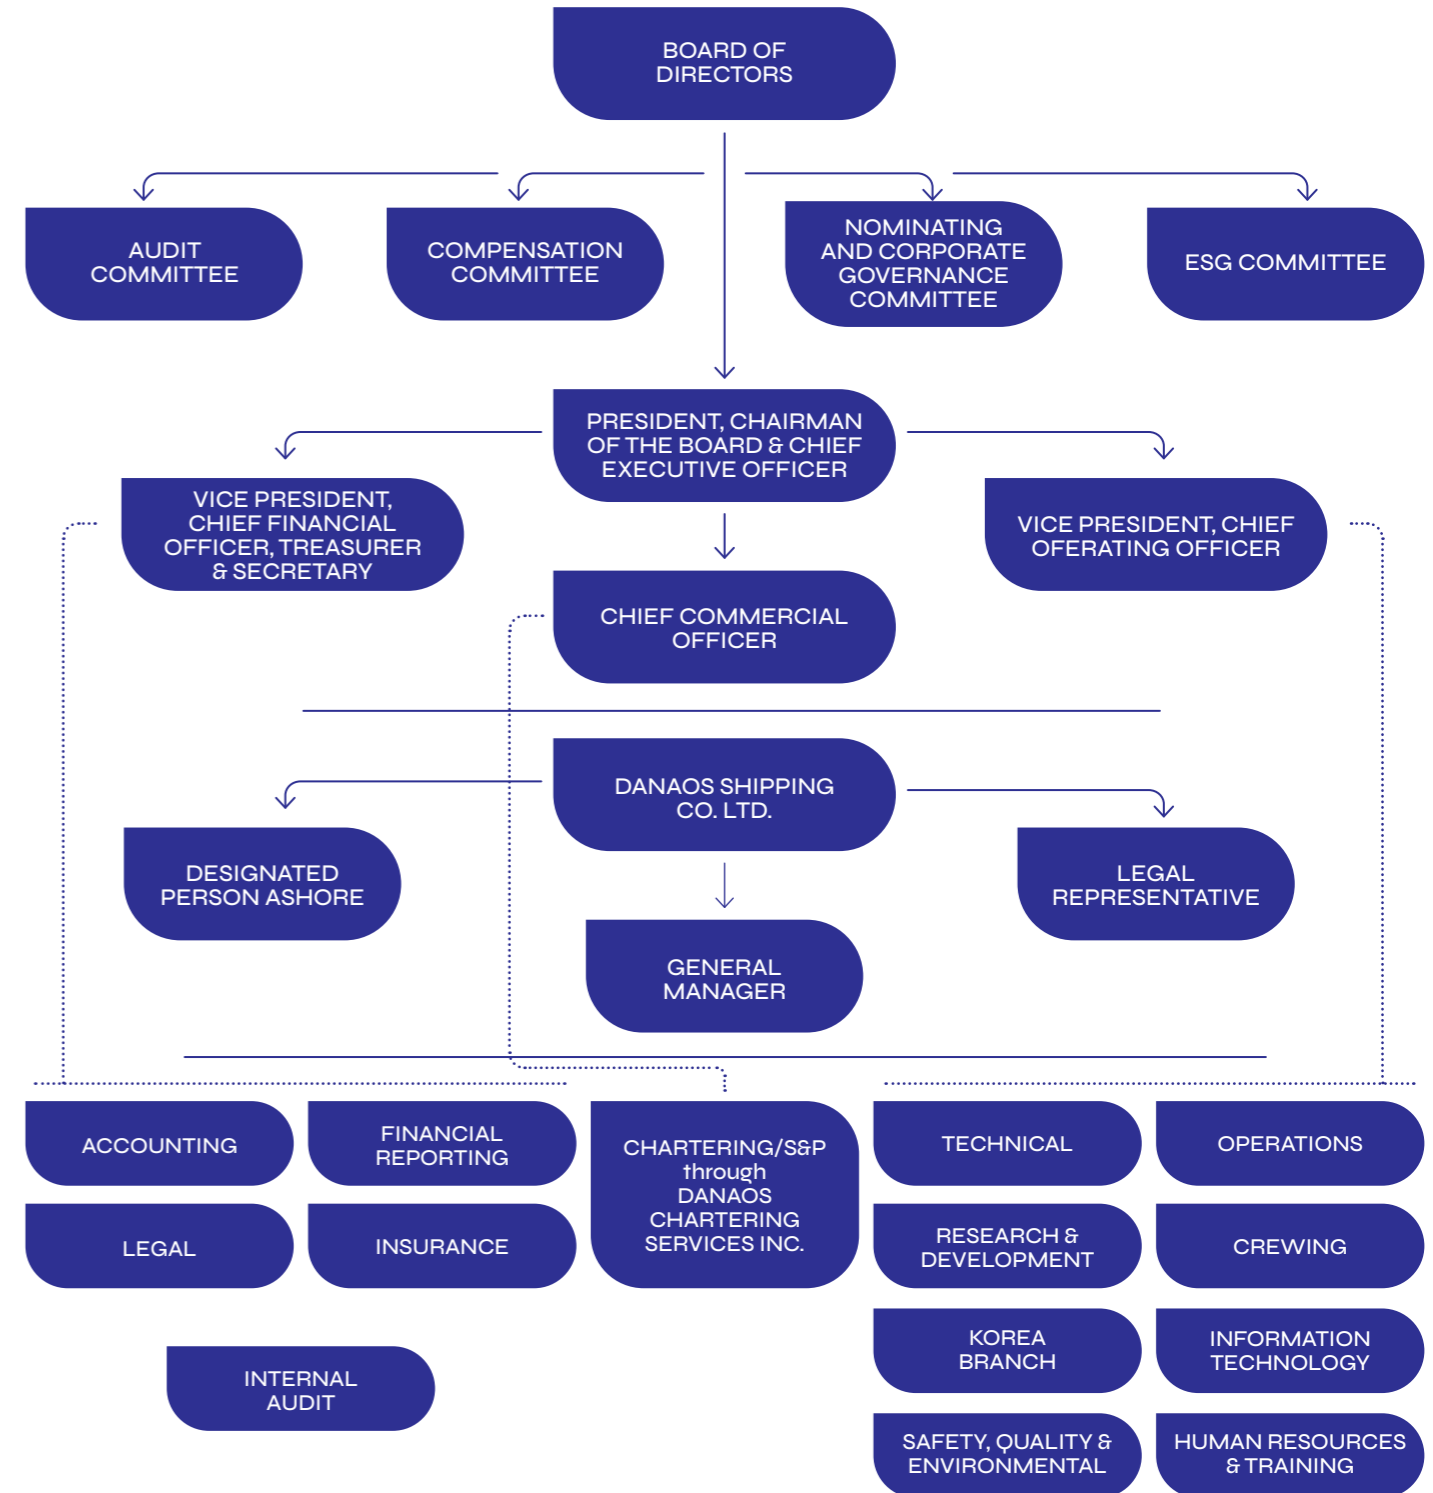 BOARD OF
DIRECTORS
AUDIT
COMMITTEE
COMPENSATION
COMMITTEE
NOMINATING
AND CORPORATE
GOVERNANCE
COMMITTEE
ESG COMMITTEE
PRESIDENT, CHAIRMAN
OF THE BOARD & CHIEF
EXECUTIVE OFFICER
VICE PRESIDENT,
CHIEF FINANCIAL
OFFICER, TREASURER
& SECRETARY
VICE PRESIDENT, CHIEF
OFERATING OFFICER
CHIEF COMMERCIAL
OFFICER
DANAOS SHIPPING
CO. LTD.
DESIGNATED
PERSON ASHORE
LEGAL
REPRESENTATIVE
GENERAL
MANAGER
ACCOUNTING
FINANCIAL
REPORTING
CHARTERING/S&P
through
DANAOS
CHARTERING
SERVICES INC.
TECHNICAL
OPERATIONS
LEGAL
INSURANCE
RESEARCH &
DEVELOPMENT
CREWING
KOREA
BRANCH
INFORMATION
TECHNOLOGY
INTERNAL
AUDIT
SAFETY, QUALITY &
ENVIRONMENTAL
HUMAN RESOURCES
& TRAINING